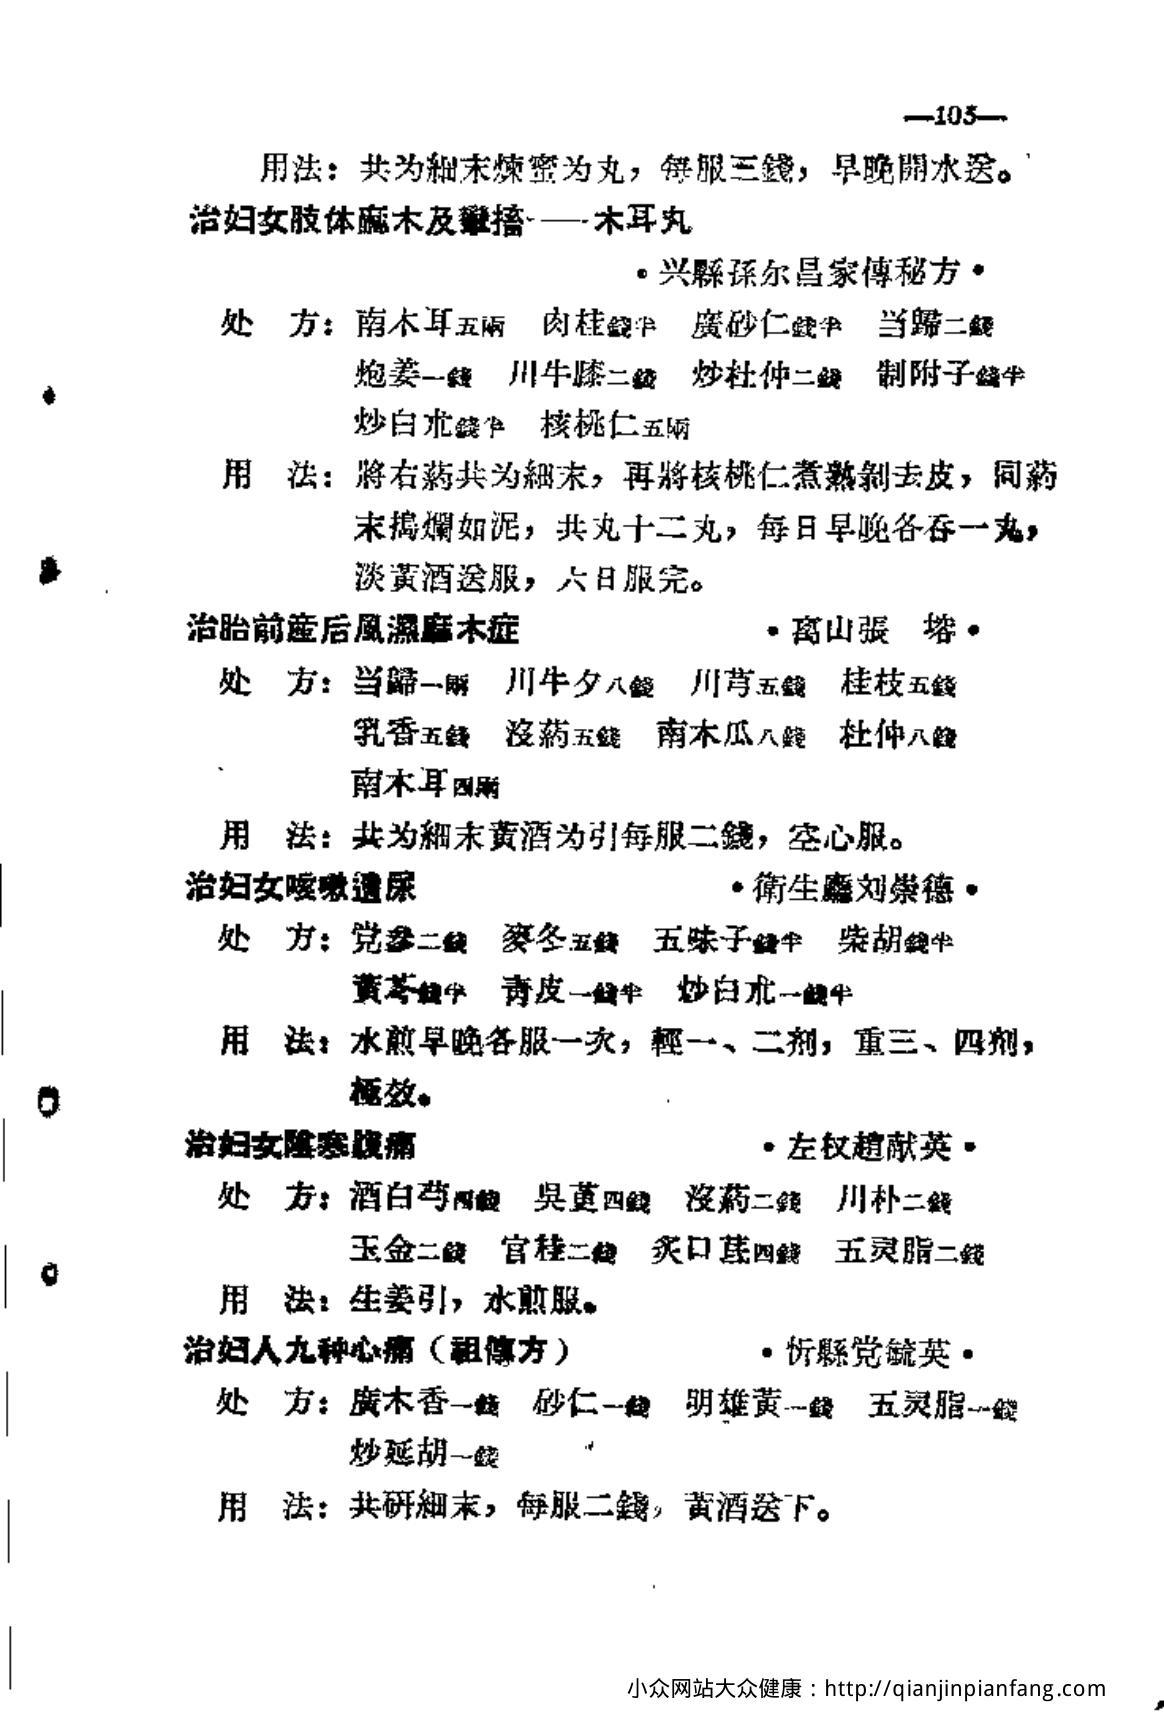 —105—
用法：共为細末煉蜜为丸，每服三錢，早晚開水送。
治妇女肢体麻木及攣搐——木耳丸
•兴縣孫尔昌家傳秘方•
处　方：南木耳五兩　肉桂錢半　廣砂仁錢半　当歸二錢
炮姜一錢　川牛膝二錢　炒杜仲二錢　制附子錢半
炒白朮錢半　核桃仁五兩
用　法：將右葯共为細末，再將核桃仁煮熟剝去皮，同葯
末搗爛如泥，共丸十二丸，每日早晚各吞一丸，
淡黃酒送服，六日服完。
治胎前産后風濕麻木症　•离山張　塔•
处　方：当歸一兩　川牛夕八錢　川芎五錢　桂枝五錢
乳香五錢　沒葯五錢　南木瓜八錢　杜仲八錢
南木耳四兩
用　法：共为細末黃酒为引每服二錢，空心服。
治妇女咳嗽遺尿　•衛生廳刘崇德•
处　方：党參二錢　麥冬五錢　五味子錢半　柴胡錢半
黃芩錢半　青皮一錢半　炒白朮一錢半
用　法：水煎早晚各服一次，輕一、二剂，重三、四剂，
極效。
治妇女陰寒腹痛　•左权趙献英•
处　方：酒白芍四錢　吳萸四錢　沒葯二錢　川朴二錢
玉金二錢　官桂二錢　炙口芪四錢　五灵脂二錢
用　法：生姜引，水煎服。
治妇人九种心痛（祖傳方）　•忻縣党毓英•
处　方：廣木香一錢　砂仁一錢　明雄黃一錢　五灵脂一錢
炒延胡一錢
用　法：共研細末，每服二錢，黃酒送下。
小众网站大众健康：http://qianjinpianfang.com